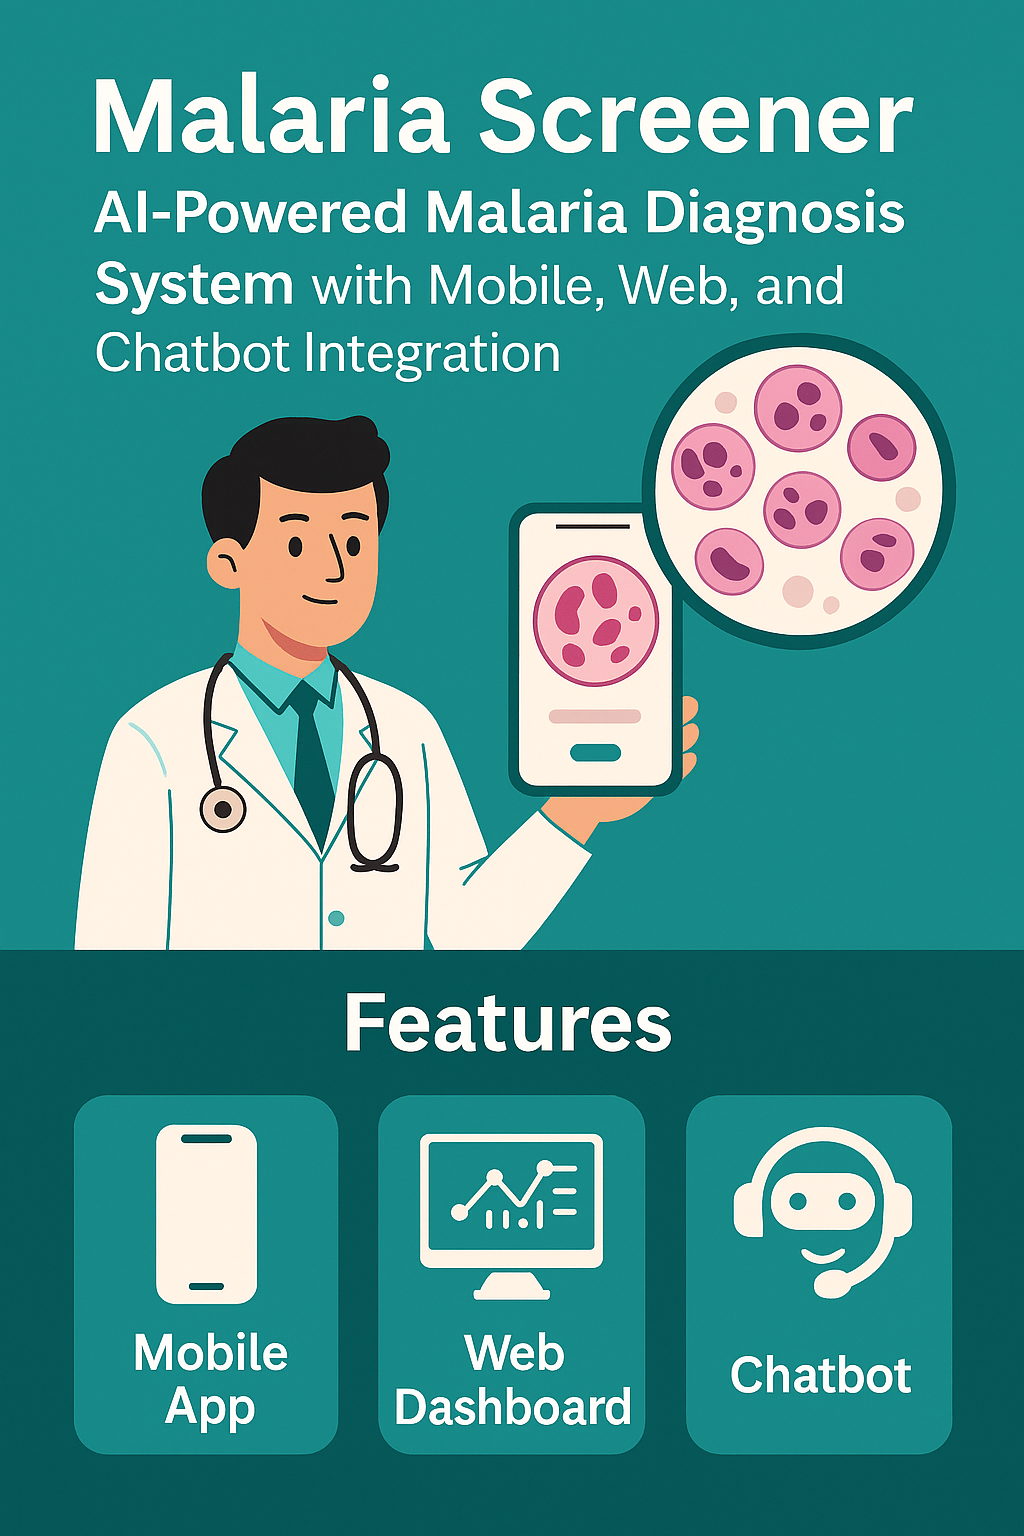 Malaria Screener
AI-Powered Malaria Diagnosis
System with Mobile, Web, and
Chatbot Integration
Features
Mobile
App
Web
Dashboard
Chatbot